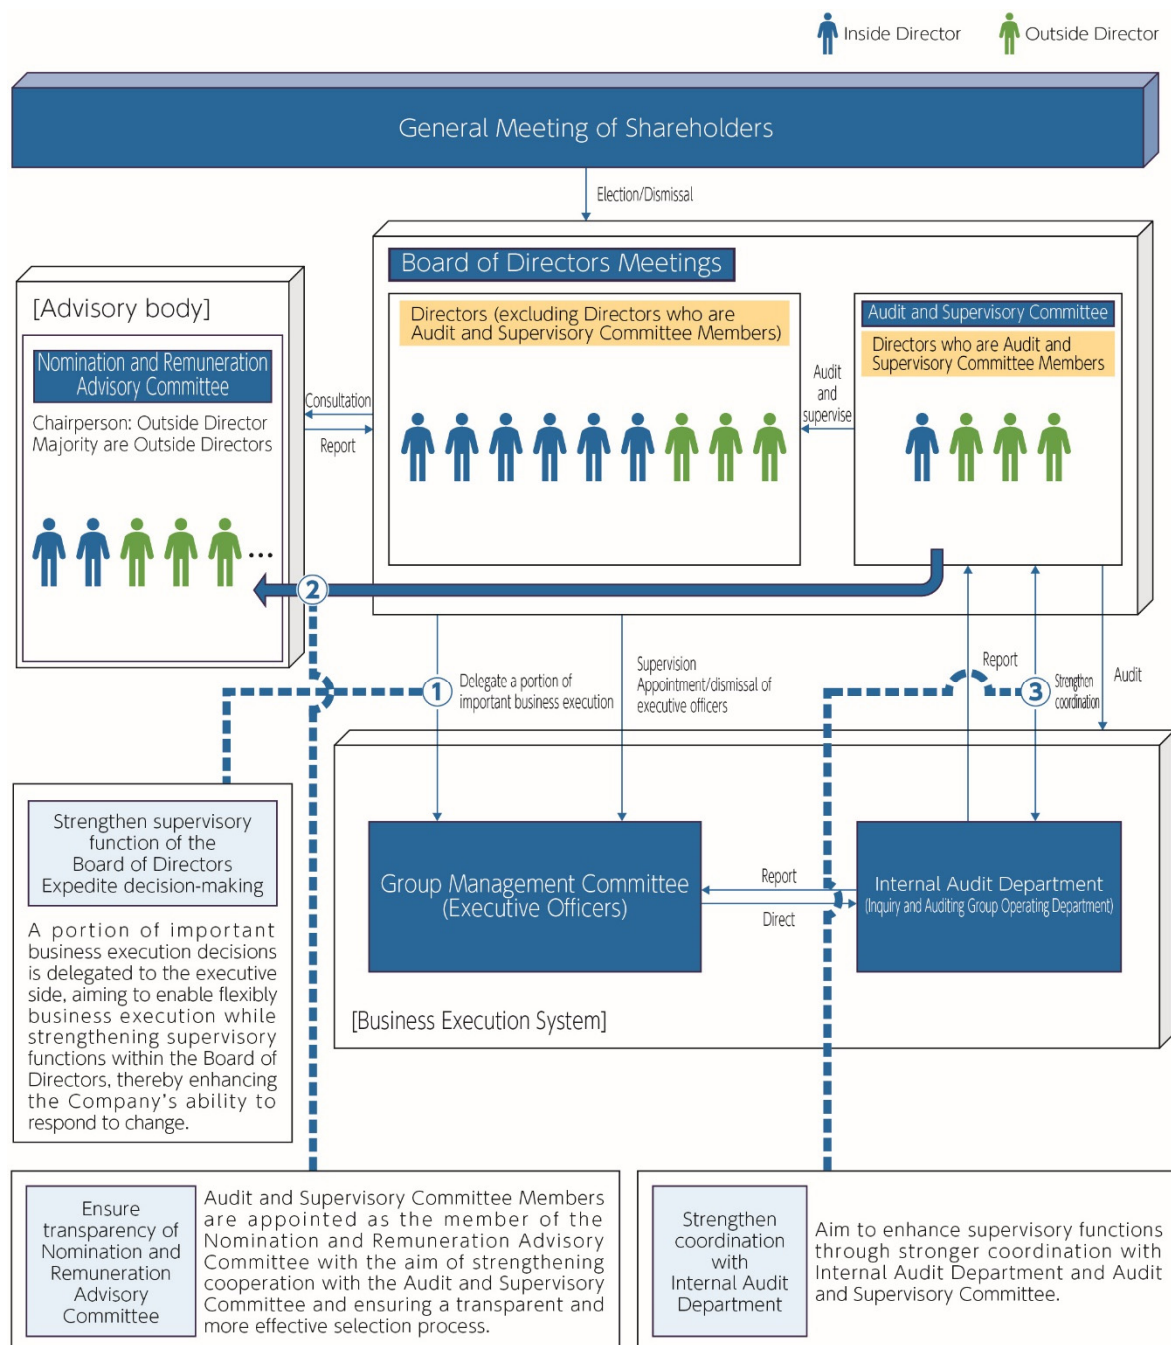 Inside Director
Outside Director
General Meeting of Shareholders
Election/Dismissal
Board of Directors Meetings
[Advisory body]
Nomination and Remuneration
Advisory Committee
Chairperson: Outside Director
Majority are Outside Directors
...
Consultation
Report
Directors (excluding Directors who are
Audit and Supervisory Committee Members)
Audit
and
supervise
Audit and Supervisory Committee
Directors who are Audit and
Supervisory Committee Members
2
1
Delegate a portion of
important business execution
Supervision
Appointment/dismissal of
executive officers
Report
3
Strengthen
coordination
Audit
Group Management Committee
(Executive Officers)
Report
Direct
Internal Audit Department
(Inquiry and Auditing Group Operating Department)
[Business Execution System]
Strengthen supervisory
function of the
Board of Directors
Expedite decision-making
A portion of important
business execution decisions
is delegated to the executive
side, aiming to enable flexibly
business execution while
strengthening supervisory
functions within the Board of
Directors, thereby enhancing
the Company's ability to
respond to change.
Ensure
transparency of
Nomination and
Remuneration
Advisory
Committee
Audit and Supervisory Committee Members
are appointed as the member of the
Nomination and Remuneration Advisory
Committee with the aim of strengthening
cooperation with the Audit and Supervisory
Committee and ensuring a transparent and
more effective selection process.
Strengthen
coordination
with
Internal Audit
Department
Aim to enhance supervisory functions
through stronger coordination with
Internal Audit Department and Audit
and Supervisory Committee.